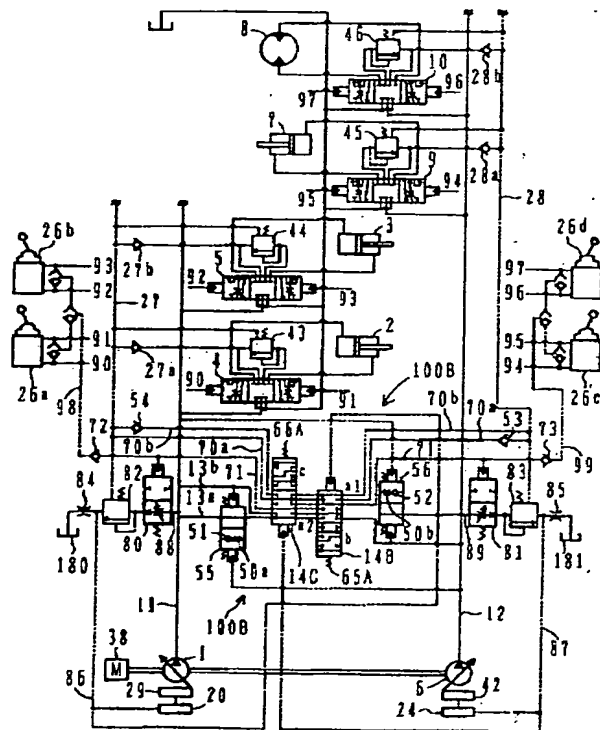 8 46
10
28b
97 96
7 45
9 28a
95 94
28
26b 44 3 26d
93 27b 97
92 5 92 93 96
27
91 43 2 95
90 27a 94
26a 4 90 91 26c
98 54 100B
70b 70a
72 70b 70a 66A 53 73
71 c 71 99
82 13b a1 56 83
84 13a 52 85
51 a2 50b
180 80 88 b 89 81 181
55 50a 14C 14B
65A
11 100B 12 87
38 1
M 6
86 29 42
20 24